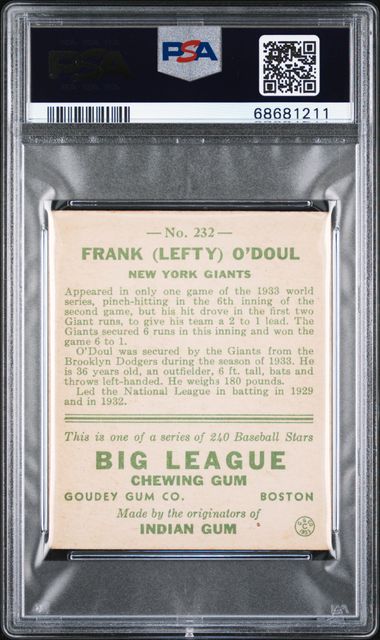 PSA
PSA
68681211
— No. 232 —
FRANK (LEFTY) O'DOUL
NEW YORK GIANTS
Appeared in only one game of the 1933 world
series, pinch-hitting in the 6th inning of the
second game, but his hit drove in the first two
Giant runs, to give his team a 2 to 1 lead. The
Giants secured 6 runs in this inning and won the
game 6 to 1.
O'Doul was secured by the Giants from the
Brooklyn Dodgers during the season of 1933. He
is 36 years old, an outfielder, 6 ft. tall, bats and
throws left-handed. He weighs 180 pounds.
Led the National League in batting in 1929
and in 1932.
This is one of a series of 240 Baseball Stars
BIG LEAGUE
CHEWING GUM
GOUDEY GUM CO. BOSTON
Made by the originators of
INDIAN GUM